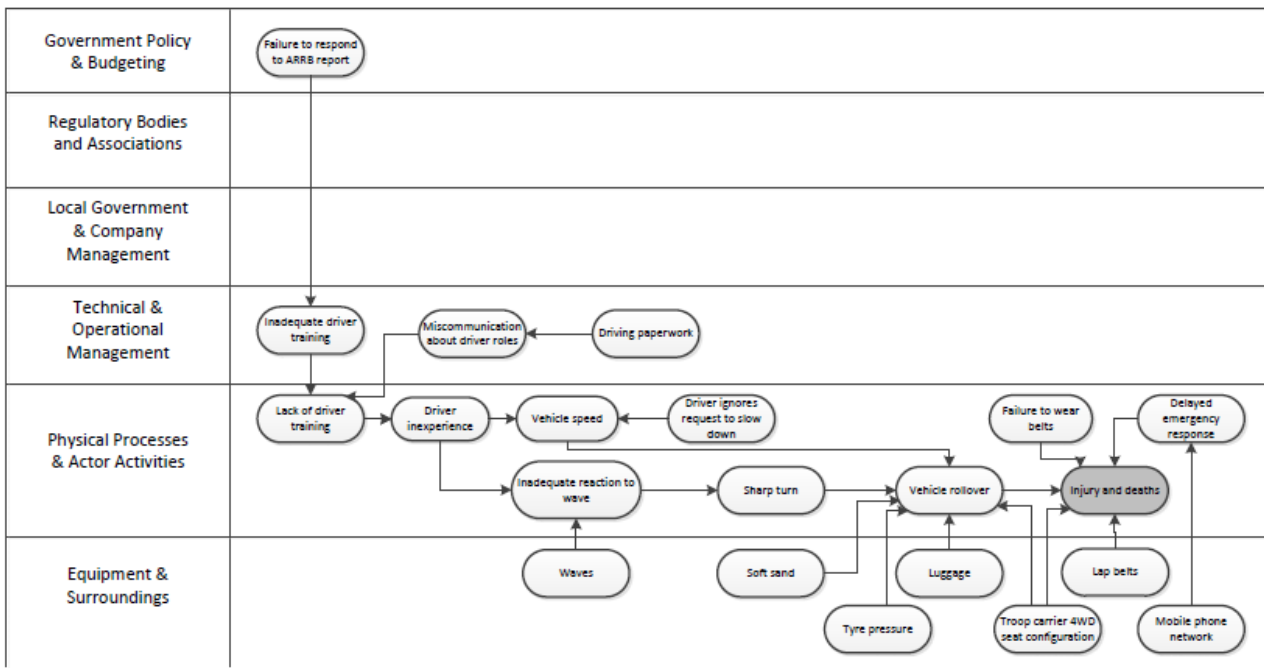 Government Policy
& Budgeting
Failure to respond
to ARRB report
Regulatory Bodies
and Associations
Local Government
& Company
Management
Technical &
Operational
Management
Inadequate driver
training
Miscommunication
about driver roles
Driving paperwork
Physical Processes
& Actor Activities
Lack of driver
training
Driver
inexperience
Vehicle speed
Driver ignores
request to slow
down
Failure to wear
belts
Delayed
emergency
response
Inadequate reaction to
wave
Sharp turn
Vehicle rollover
Injury and deaths
Equipment &
Surroundings
Waves
Soft sand
Luggage
Lap belts
Tyre pressure
Troop carrier 4WD
seat configuration
Mobile phone
network